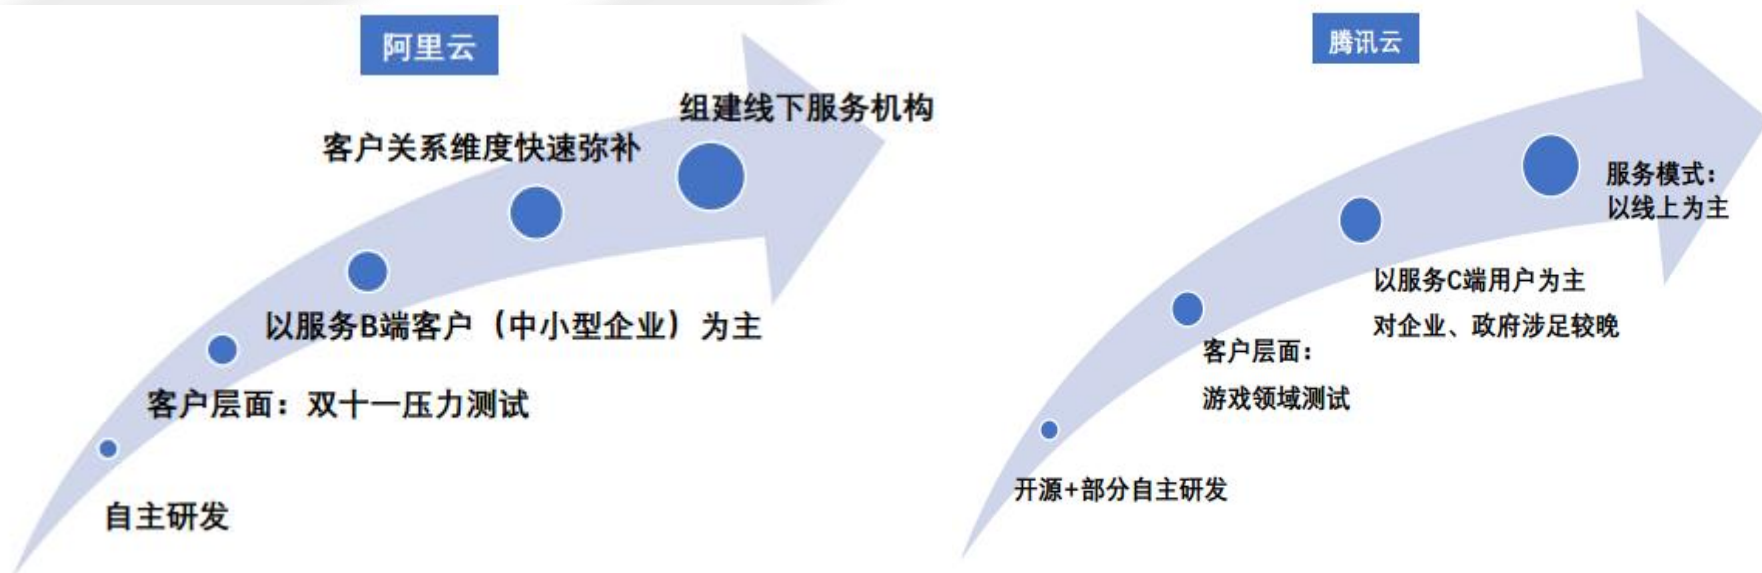 阿里云
组建线下服务机构
客户关系维度快速弥补
以服务B端客户（中小型企业）为主
客户层面：双十一压力测试
自主研发
腾讯云
服务模式：
以线上为主
以服务C端用户为主
对企业、政府涉足较晚
客户层面：
游戏领域测试
开源+部分自主研发